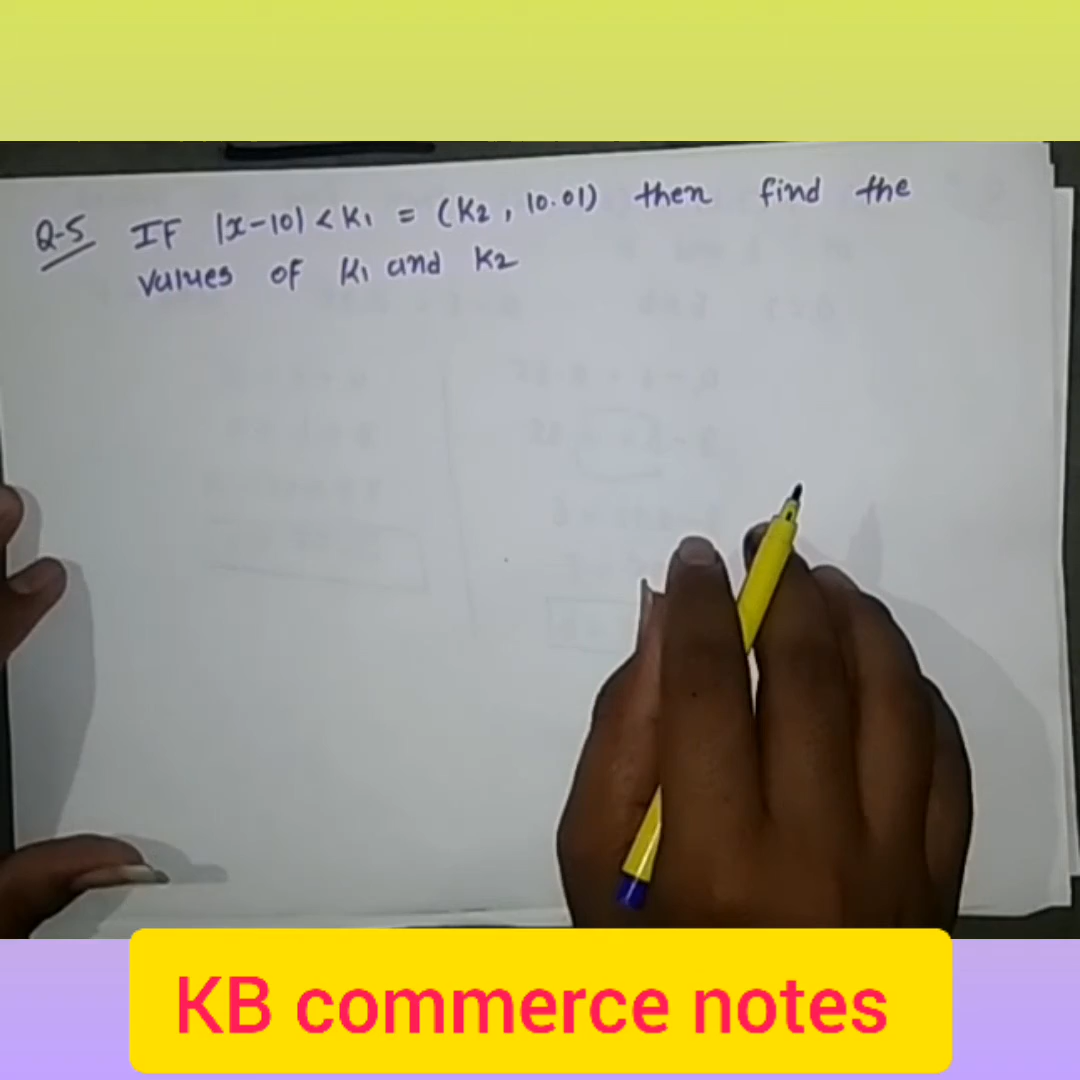 Q-5 IF |x-10| < K1 = (K2, 10.01) then find the
values of K1 and K2
KB commerce notes